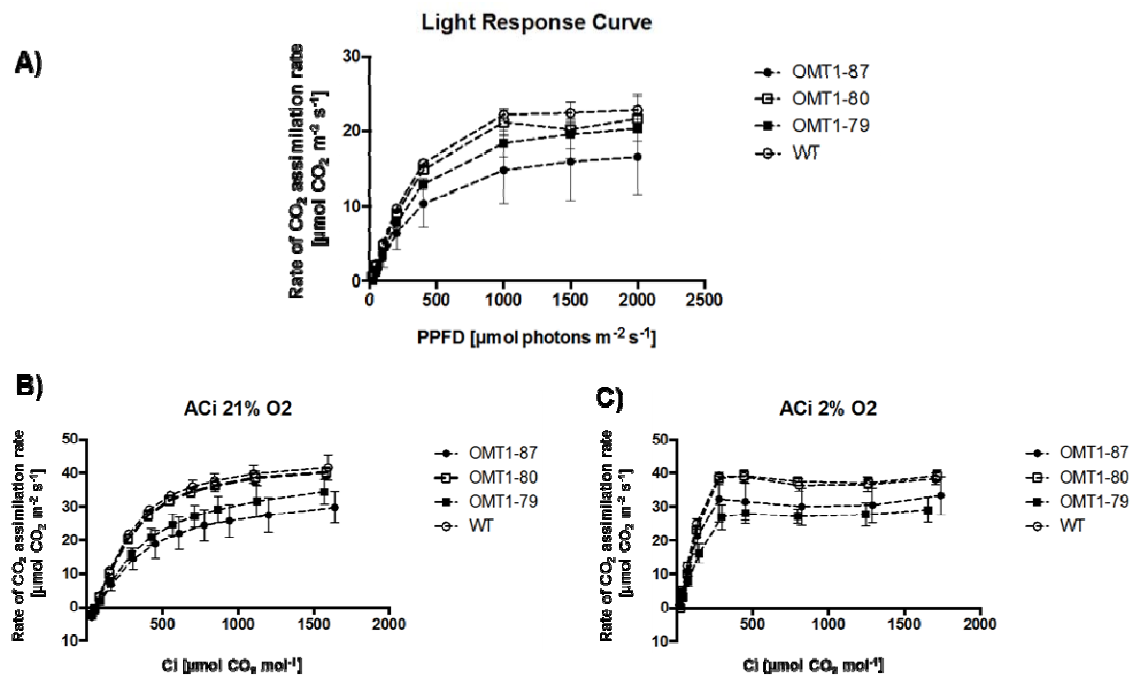 Light Response Curve
A)
Rate of CO₂ assimilation rate
[µmol CO₂ m⁻² s⁻¹]
30
20
10
0
0
500
1000
1500
2000
2500
PPFD [µmol photons m⁻² s⁻¹]
OMT1-87
OMT1-80
OMT1-79
WT
B)
ACi 21% O2
Rate of CO₂ assimilation rate
[µmol CO₂ m⁻² s⁻¹]
50
40
30
20
10
0
10
500
1000
1500
2000
Ci [µmol CO₂ mol⁻¹]
OMT1-87
OMT1-80
OMT1-79
WT
C)
ACi 2% O2
Rate of CO₂ assimilation rate
[µmol CO₂ m⁻² s⁻¹]
50
40
30
20
10
0
10
500
1000
1500
2000
Ci [µmol CO₂ mol⁻¹]
OMT1-87
OMT1-80
OMT1-79
WT